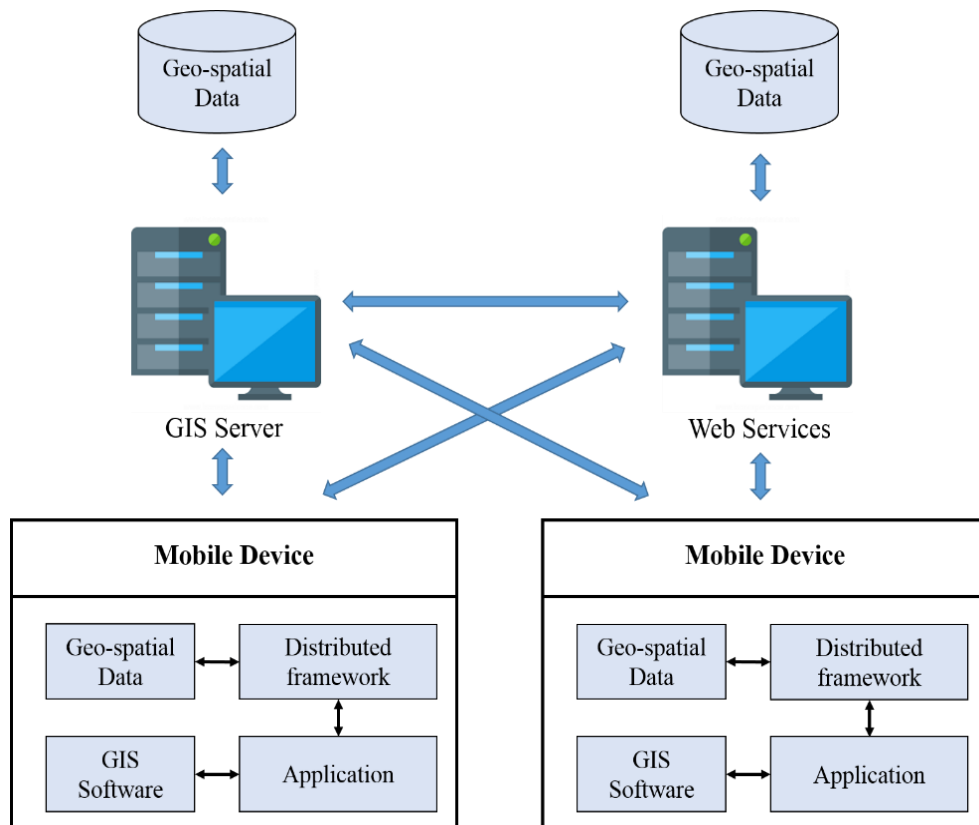 Geo-spatial
Data
Geo-spatial
Data
GIS Server
Web Services
Mobile Device
Geo-spatial
Data
Distributed
framework
GIS
Software
Application
Mobile Device
Geo-spatial
Data
Distributed
framework
GIS
Software
Application